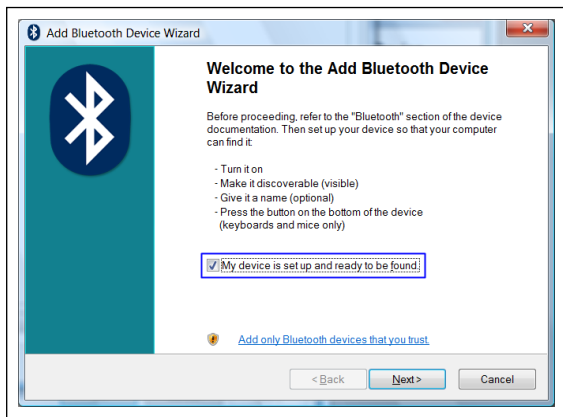 Add Bluetooth Device Wizard
Welcome to the Add Bluetooth Device
Wizard
Before proceeding, refer to the "Bluetooth" section of the device
documentation. Then set up your device so that your computer
can find it:
- Turn it on
- Make it discoverable (visible)
- Give it a name (optional)
- Press the button on the bottom of the device
(keyboards and mice only)
My device is set up and ready to be found.
Add only Bluetooth devices that you trust.
< Back
Next >
Cancel